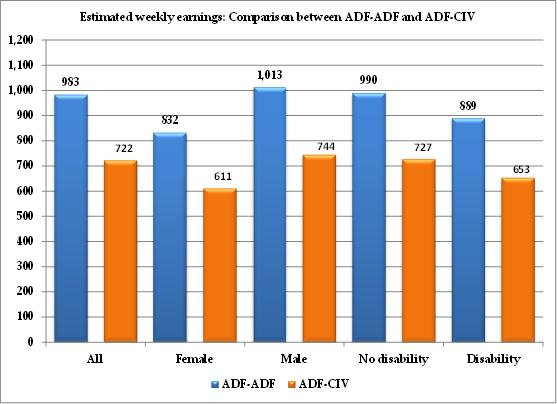 Estimated weekly earnings: Comparison between ADF-ADF and ADF-CIV
1,200
1,100
1,000
900
800
700
600
500
400
300
200
100
0
983
722
832
611
1,013
744
990
727
889
653
All
Female
Male
No disability
Disability
ADF-ADF
ADF-CIV